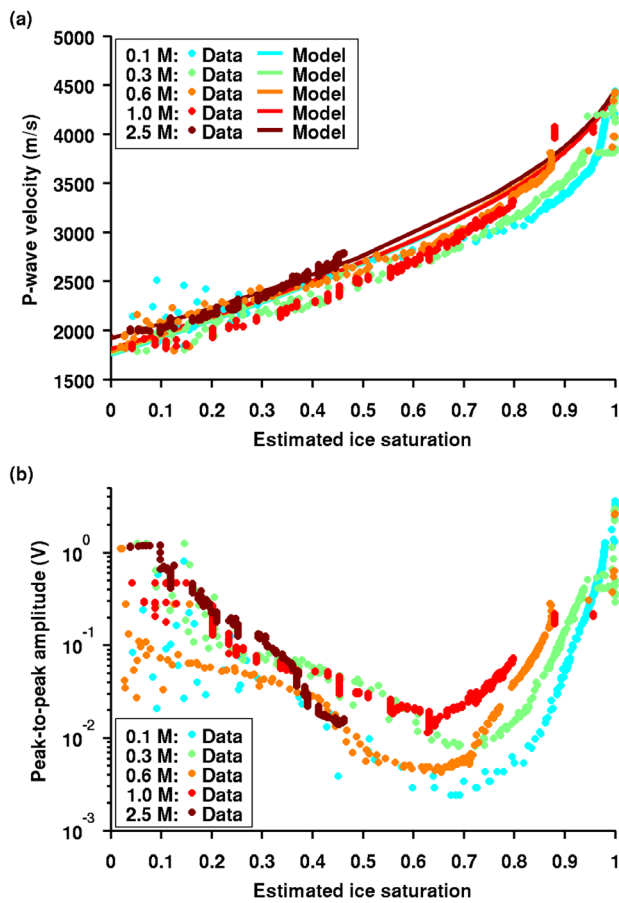 (a)
5000
4500
4000
3500
3000
2500
2000
1500
P-wave velocity (m/s)
0.1 M: Data Model
0.3 M: Data Model
0.6 M: Data Model
1.0 M: Data Model
2.5 M: Data Model
0 0.1 0.2 0.3 0.4 0.5 0.6 0.7 0.8 0.9 1
Estimated ice saturation
(b)
10^0
10^-1
10^-2
10^-3
Peak-to-peak amplitude (V)
0.1 M: Data
0.3 M: Data
0.6 M: Data
1.0 M: Data
2.5 M: Data
0 0.1 0.2 0.3 0.4 0.5 0.6 0.7 0.8 0.9 1
Estimated ice saturation